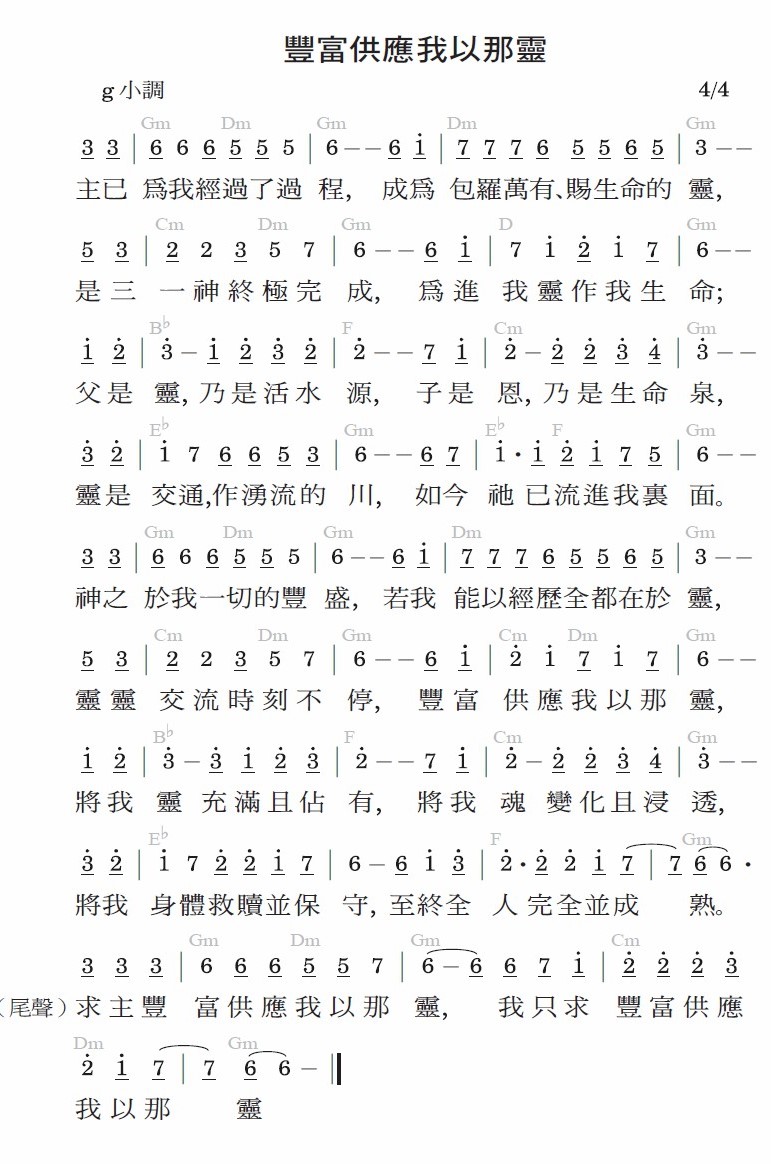 豐富供應我以那靈
g 小調 4/4
Gm Dm Gm Dm Gm
3 3 | 6 6 6 5 5 5 | 6 – – 6 i | 7 7 7 6 5 5 6 5 | 3 – –
主已 爲我經過了過 程, 成爲 包羅萬有、賜生命的 靈,
Cm Dm Gm D Gm
5 3 | 2 2 3 5 7 | 6 – – 6 i | 7 i 2̇ i 7 | 6 – –
是三 一神終極完 成, 爲進 我靈作我生 命;
B♭ F Cm Gm
i 2̇ | 3̇ – i 2̇ 3̇ 2̇ | 2̇ – – 7 i | 2̇ – 2̇ 2̇ 3̇ 4̇ | 3̇ – –
父是 靈, 乃是活水 源, 子是 恩, 乃是生命 泉,
E♭ Gm E♭ F Gm
3̇ 2̇ | i 7 6 6 5 3 | 6 – – 6 7 | i · i 2̇ i 7 5 | 6 – –
靈是 交通,作湧流的 川, 如今 祂已流進我裏 面。
Gm Dm Gm Dm Gm
3 3 | 6 6 6 5 5 5 | 6 – – 6 i | 7 7 7 6 5 5 6 5 | 3 – –
神之 於我一切的豐 盛, 若我 能以經歷全都在於 靈,
Cm Dm Gm Cm Dm Gm
5 3 | 2 2 3 5 7 | 6 – – 6 i | 2̇ i 7 i 7 | 6 – –
靈靈 交流時刻不 停, 豐富 供應我以那 靈,
B♭ F Cm Gm
i 2̇ | 3̇ – 3̇ i 2̇ 3̇ | 2̇ – – 7 i | 2̇ – 2̇ 2̇ 3̇ 4̇ | 3̇ – –
將我 靈 充滿且佔 有, 將我 魂 變化且浸 透,
E♭ F Gm
3̇ 2̇ | i 7 2̇ 2̇ i 7 | 6 – 6 i 3̇ | 2̇ · 2̇ 2̇ i 7 | 7 6 6 ·
將我 身體救贖並保 守, 至終全 人完全並成 熟。
Gm Dm Gm Cm
3 3 3 | 6 6 6 5 5 7 | 6 – 6 6 7 i | 2̇ 2̇ 2̇ 3̇
（尾聲）求主豐 富供應我以那 靈, 我只求 豐富供應
Dm Gm
2̇ i 7 | 7 6 6 – ‖
我以那 靈